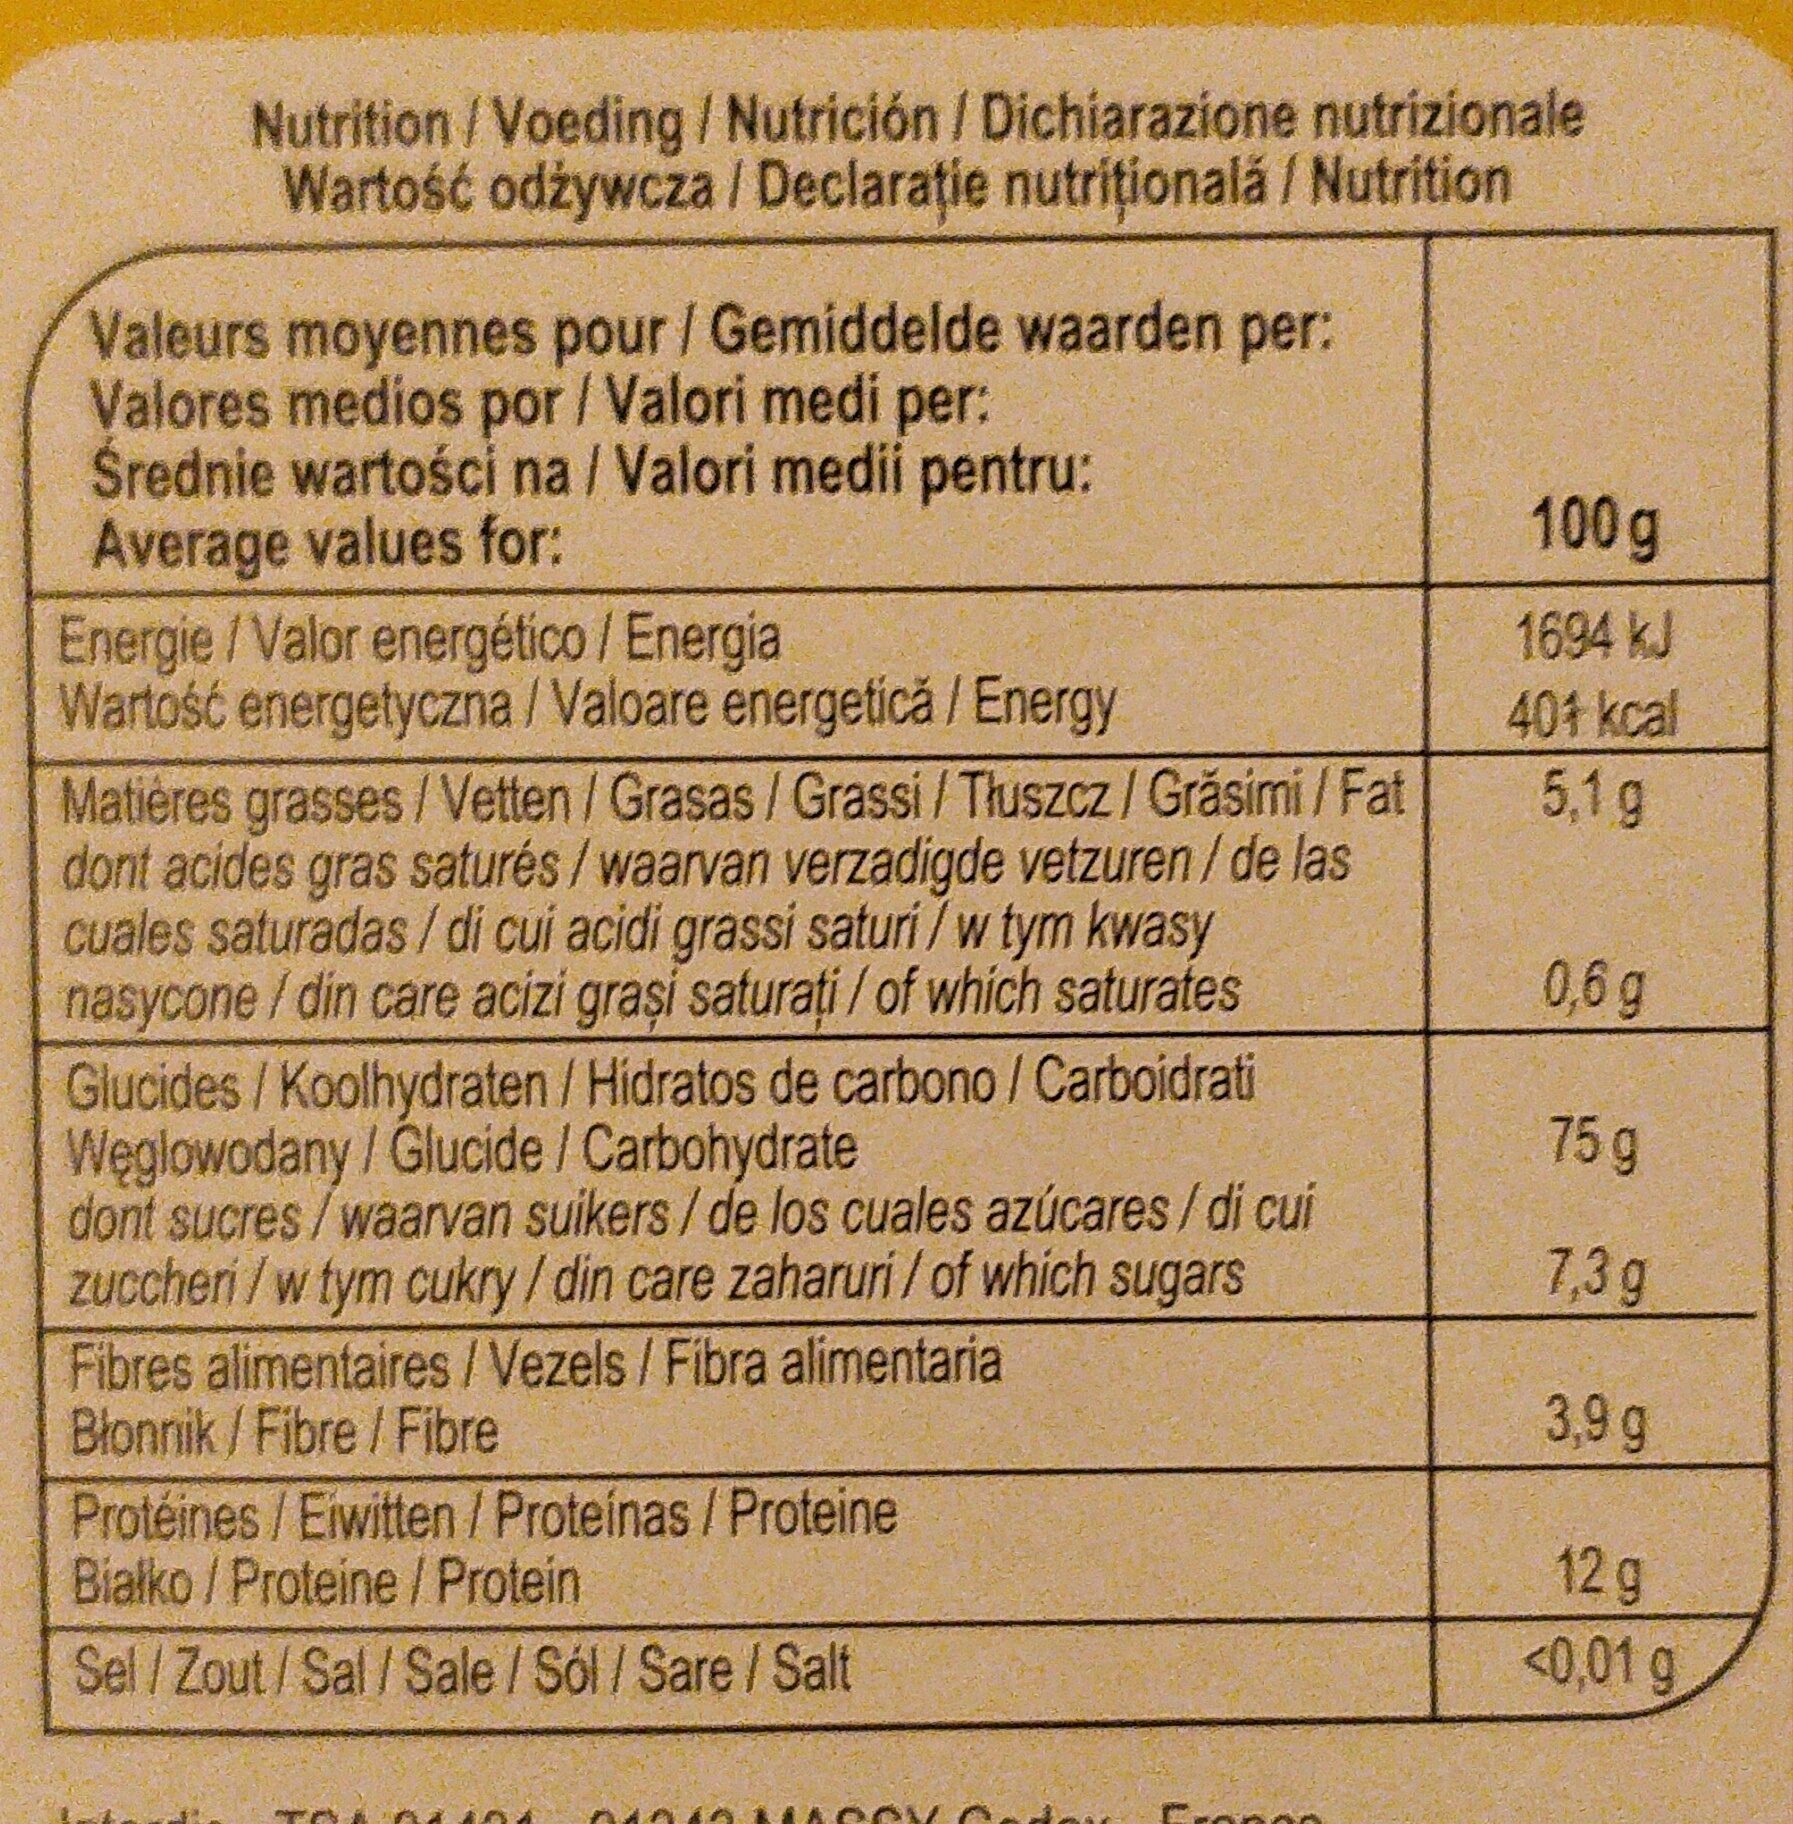 Nutrition / Voeding / Nutrición / Dichiarazione nutrizionale
Wartość odżywcza / Declarație nutrițională / Nutrition
Valeurs moyennes pour / Gemiddelde waarden per:
Valores medios por / Valori medi per:
Średnie wartości na / Valori medii pentru:
Average values for: 100 g
Energie / Valor energético / Energia 1694 kJ
Wartość energetyczna / Valoare energetică / Energy 401 kcal
Matières grasses / Vetten / Grasas / Grassi / Tłuszcz / Grăsimi / Fat 5,1 g
dont acides gras saturés / waarvan verzadigde vetzuren / de las
cuales saturadas / di cui acidi grassi saturi / w tym kwasy
nasycone / din care acizi grași saturați / of which saturates 0,6 g
Glucides / Koolhydraten / Hidratos de carbono / Carboidrati
Węglowodany / Glucide / Carbohydrate 75 g
dont sucres / waarvan suikers / de los cuales azúcares / di cui
zuccheri / w tym cukry / din care zaharuri / of which sugars 7,3 g
Fibres alimentaires / Vezels / Fibra alimentaria
Błonnik / Fibre / Fibre 3,9 g
Protéines / Eiwitten / Proteínas / Proteine
Białko / Proteine / Protein 12 g
Sel / Zout / Sal / Sale / Sól / Sare / Salt <0,01 g
MASSY Cedex - France